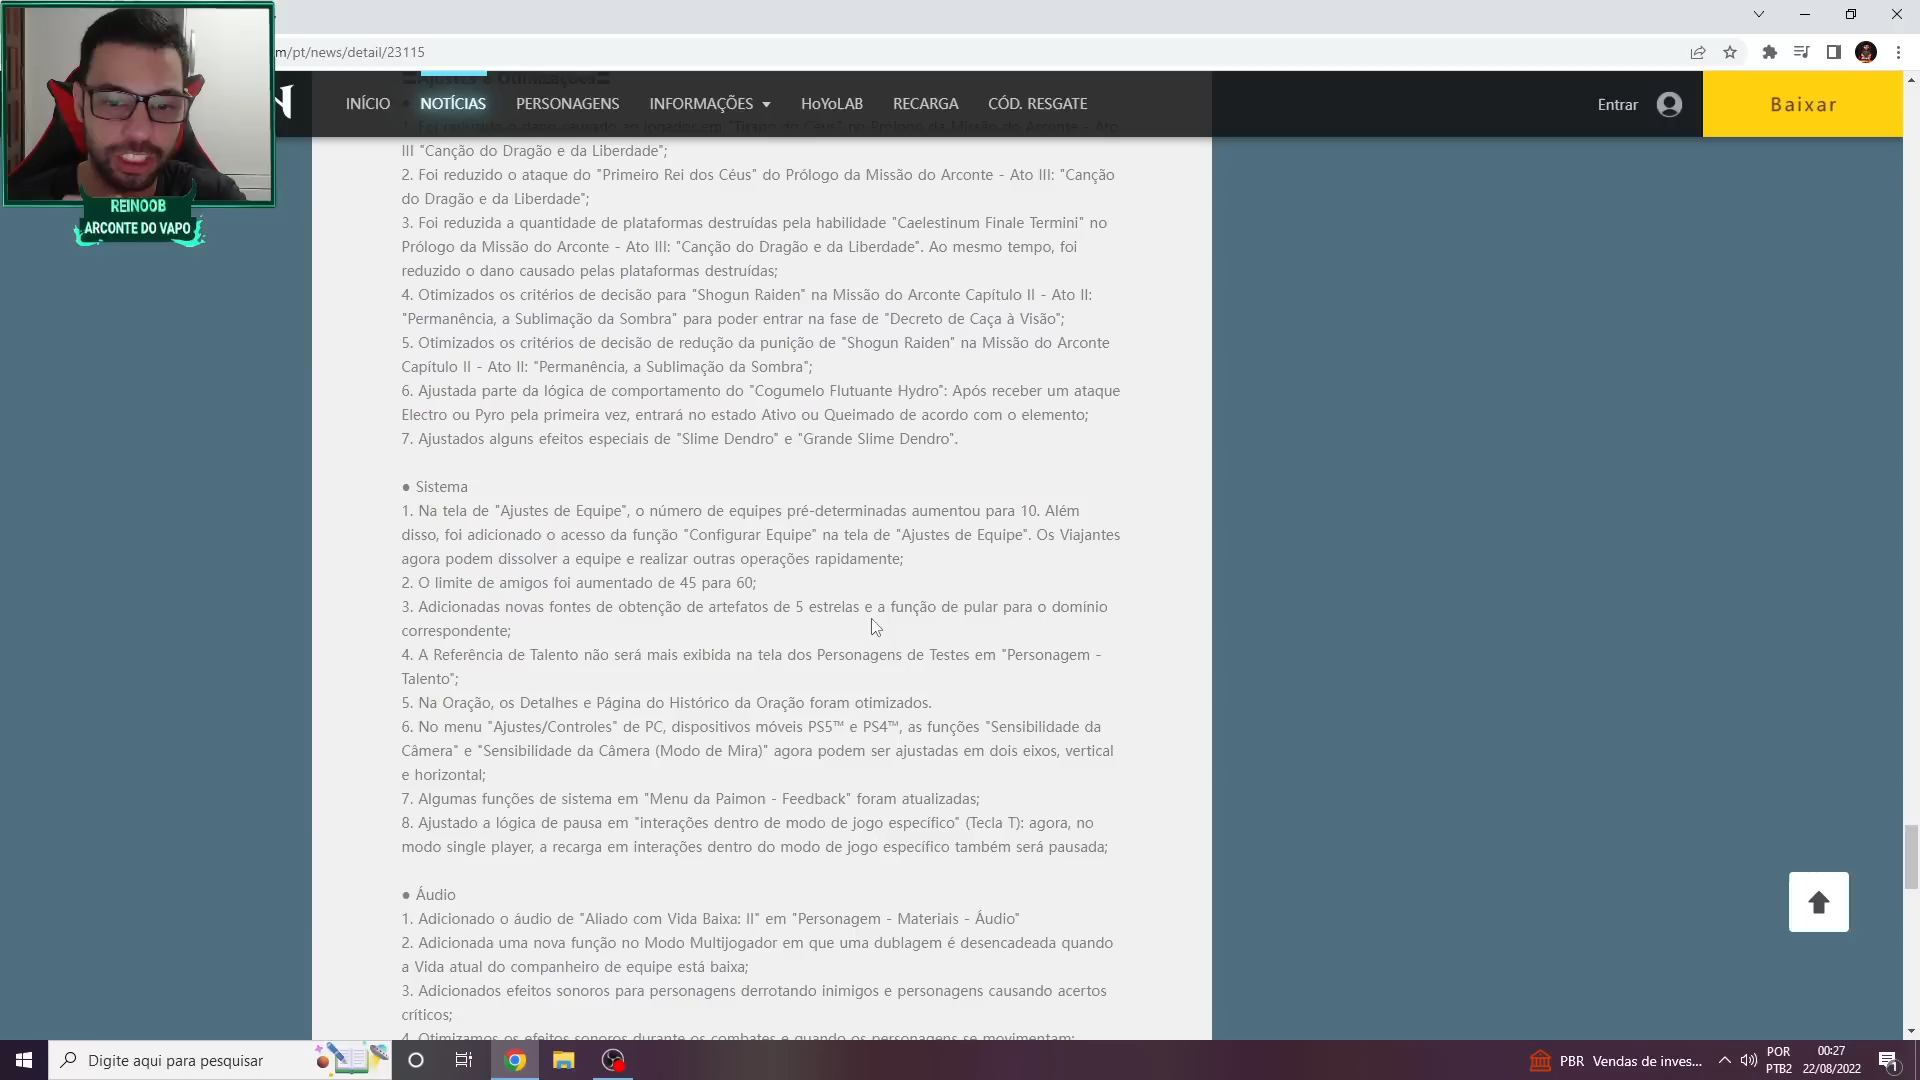 m/pt/news/detail/23115
INÍCIO NOTÍCIAS PERSONAGENS INFORMAÇÕES HoYoLAB RECARGA CÓD. RESGATE Entrar Baixar
REINOOB
ARCONTE DO VAPO
III "Canção do Dragão e da Liberdade";
2. Foi reduzido o ataque do "Primeiro Rei dos Céus" do Prólogo da Missão do Arconte - Ato III: "Canção
do Dragão e da Liberdade";
3. Foi reduzida a quantidade de plataformas destruídas pela habilidade "Caelestinum Finale Termini" no
Prólogo da Missão do Arconte - Ato III: "Canção do Dragão e da Liberdade". Ao mesmo tempo, foi
reduzido o dano causado pelas plataformas destruídas;
4. Otimizados os critérios de decisão para "Shogun Raiden" na Missão do Arconte Capítulo II - Ato II:
"Permanência, a Sublimação da Sombra" para poder entrar na fase de "Decreto de Caça à Visão";
5. Otimizados os critérios de decisão de redução da punição de "Shogun Raiden" na Missão do Arconte
Capítulo II - Ato II: "Permanência, a Sublimação da Sombra";
6. Ajustada parte da lógica de comportamento do "Cogumelo Flutuante Hydro": Após receber um ataque
Electro ou Pyro pela primeira vez, entrará no estado Ativo ou Queimado de acordo com o elemento;
7. Ajustados alguns efeitos especiais de "Slime Dendro" e "Grande Slime Dendro".
● Sistema
1. Na tela de "Ajustes de Equipe", o número de equipes pré-determinadas aumentou para 10. Além
disso, foi adicionado o acesso da função "Configurar Equipe" na tela de "Ajustes de Equipe". Os Viajantes
agora podem dissolver a equipe e realizar outras operações rapidamente;
2. O limite de amigos foi aumentado de 45 para 60;
3. Adicionadas novas fontes de obtenção de artefatos de 5 estrelas e a função de pular para o domínio
correspondente;
4. A Referência de Talento não será mais exibida na tela dos Personagens de Testes em "Personagem -
Talento";
5. Na Oração, os Detalhes e Página do Histórico da Oração foram otimizados.
6. No menu "Ajustes/Controles" de PC, dispositivos móveis PS5™ e PS4™, as funções "Sensibilidade da
Câmera" e "Sensibilidade da Câmera (Modo de Mira)" agora podem ser ajustadas em dois eixos, vertical
e horizontal;
7. Algumas funções de sistema em "Menu da Paimon - Feedback" foram atualizadas;
8. Ajustado a lógica de pausa em "interações dentro de modo de jogo específico" (Tecla T): agora, no
modo single player, a recarga em interações dentro do modo de jogo específico também será pausada;
● Áudio
1. Adicionado o áudio de "Aliado com Vida Baixa: II" em "Personagem - Materiais - Áudio"
2. Adicionada uma nova função no Modo Multijogador em que uma dublagem é desencadeada quando
a Vida atual do companheiro de equipe está baixa;
3. Adicionados efeitos sonoros para personagens derrotando inimigos e personagens causando acertos
críticos;
4. Otimizamos os efeitos sonoros durante os combates e quando os personagens se movimentam;
Digite aqui para pesquisar
PBR Vendas de inves...
POR
PTB2
00:27
22/08/2022
1